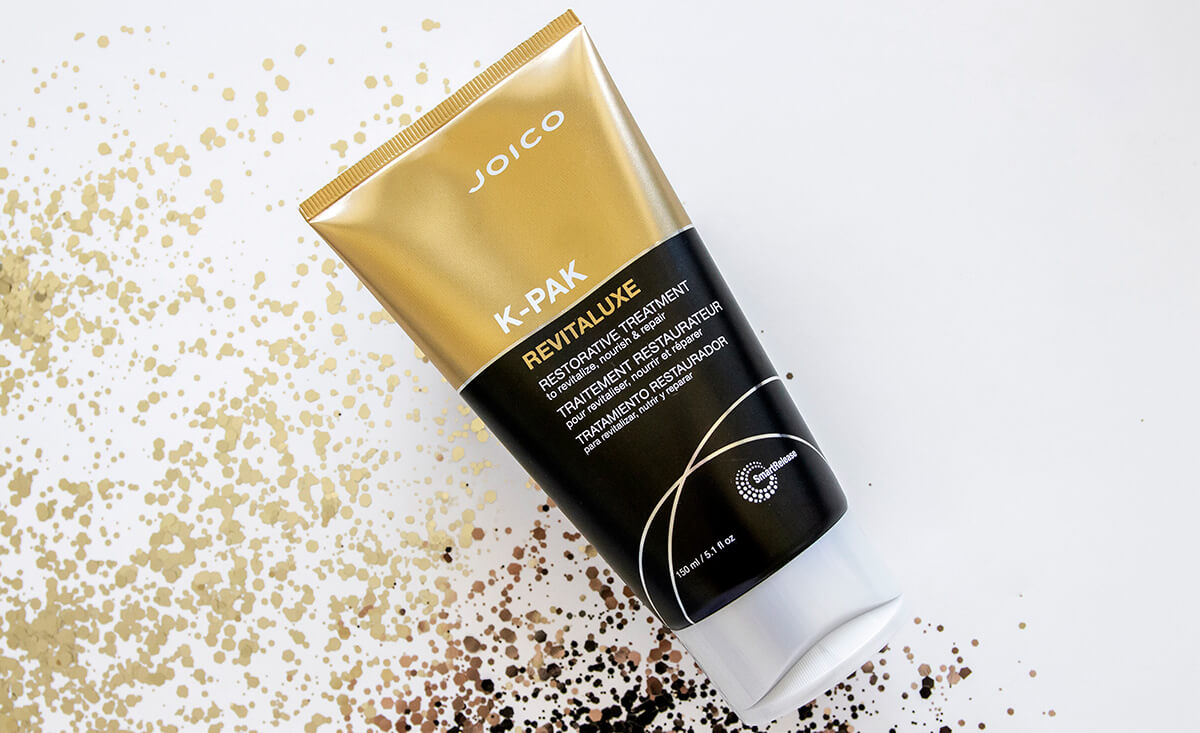 JOICO
K-PAK
REVITALUXE
RESTORATIVE TREATMENT
to revitalize, nourish & repair
TRAITEMENT RESTAURATEUR
pour revitaliser, nourrir et réparer
TRATAMIENTO RESTAURADOR
para revitalizar, nutrir y reparar
SmartRelease
150 ml / 5.1 fl oz